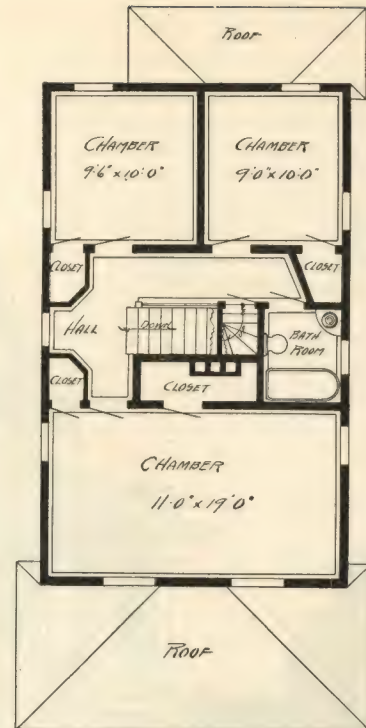 ROOF
CHAMBER
9'6" x 10'0"
CHAMBER
9'0" x 10'0"
CLOSET
CLOSET
HALL
DOWN
BATH
ROOM
CLOSET
CLOSET
CHAMBER
11'0" x 19'0"
ROOF